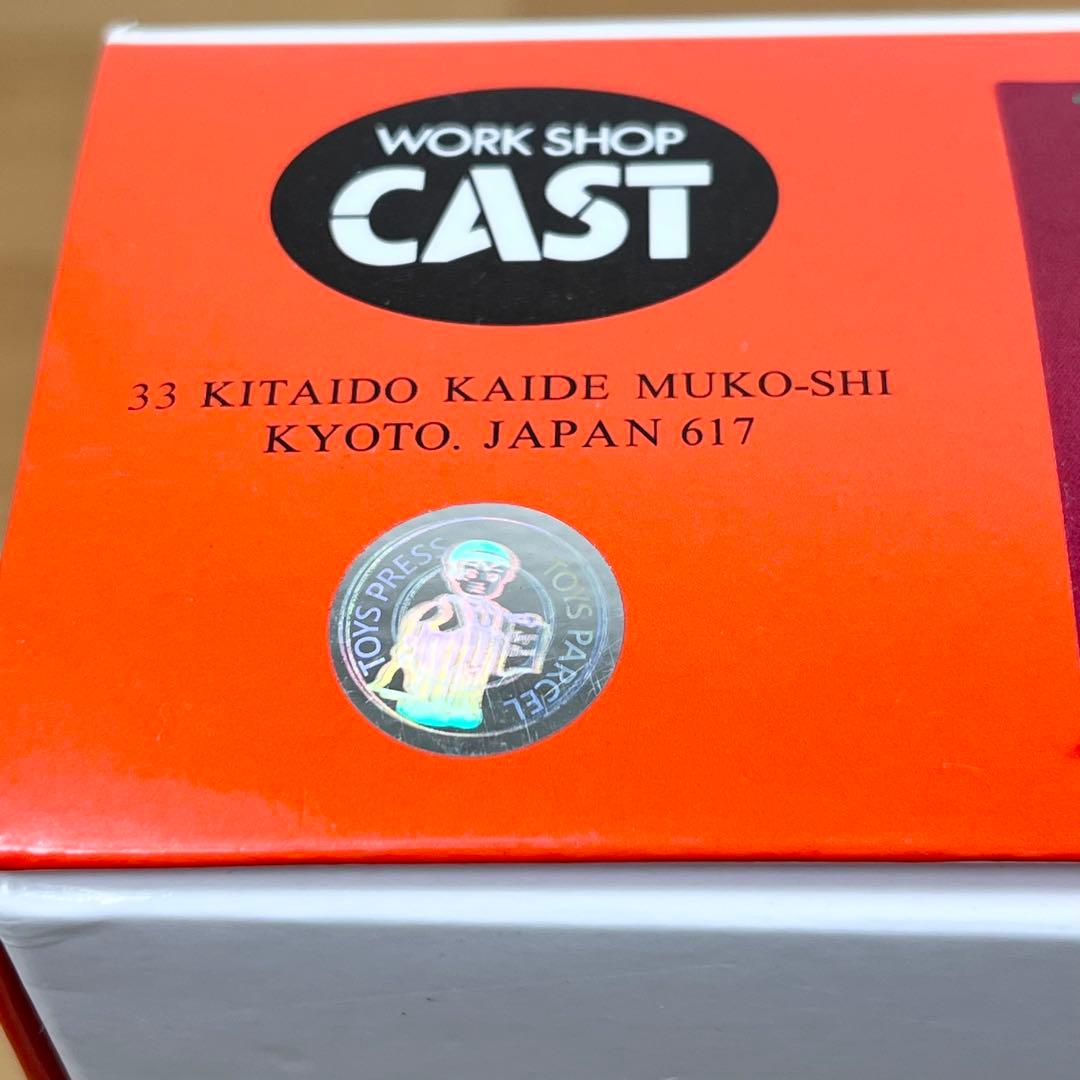 WORK SHOP
CAST
33 KITAIDO KAIDE MUKO-SHI
KYOTO. JAPAN 617
TOYS PRESS
TOYS PARCEL